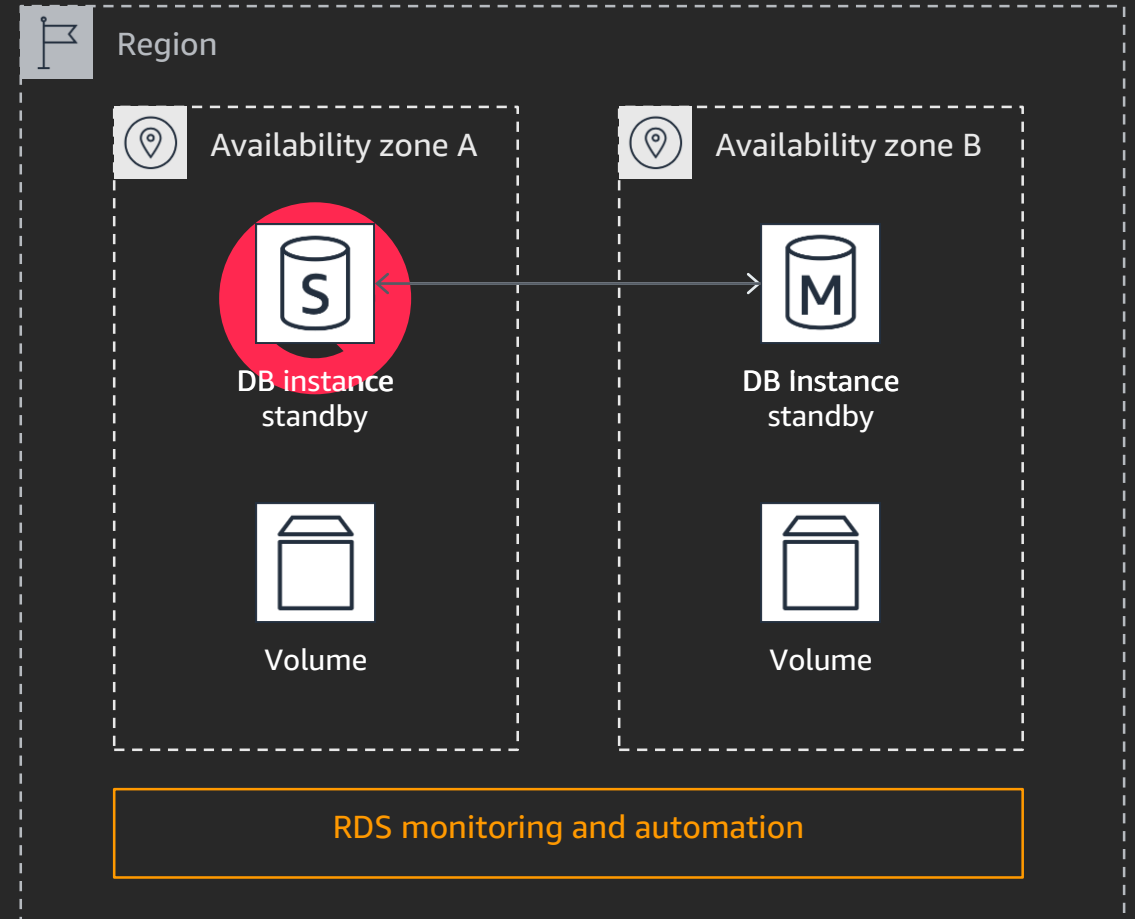 Region
Availability zone A
Availability zone B
S
M
DB instance
standby
DB Instance
standby
Volume
Volume
RDS monitoring and automation